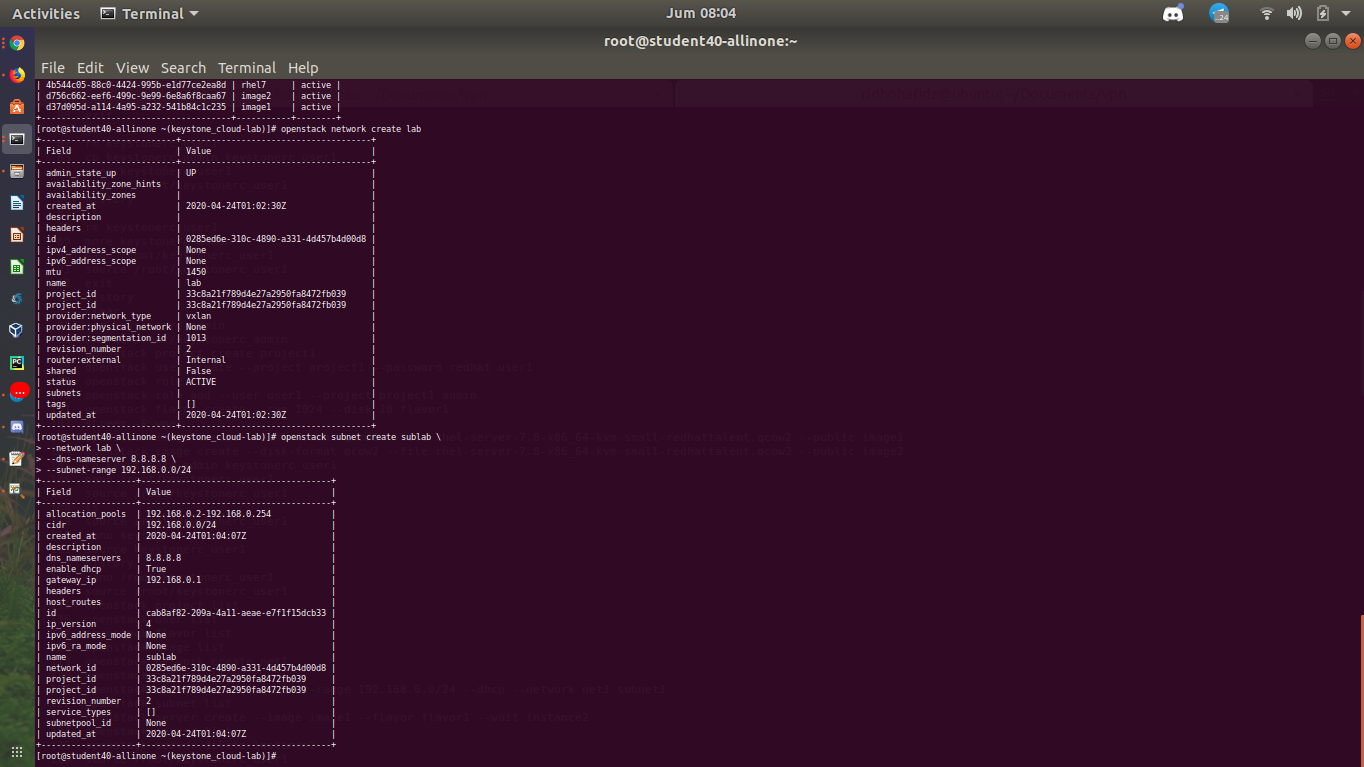 Activities Terminal Jum 08:04 24
root@student40-allinone:~
File Edit View Search Terminal Help
| 4b544c05-88c0-4424-995b-e1d77ce2ea8d | rhel7 | active |
| d756c662-eef6-499c-9e99-6e8a6f8caa67 | image2 | active |
| d37d095d-a114-4a95-a232-541b84c1c235 | image1 | active |
+--------------------------------------+-----------+--------+
[root@student40-allinone ~(keystone_cloud-lab)]# openstack network create lab
+---------------------------+--------------------------------------+
| Field | Value |
+---------------------------+--------------------------------------+
| admin_state_up | UP |
| availability_zone_hints | |
| availability_zones | |
| created_at | 2020-04-24T01:02:30Z |
| description | |
| headers | |
| id | 0285ed6e-310c-4890-a331-4d457b4d00d8 |
| ipv4_address_scope | None |
| ipv6_address_scope | None |
| mtu | 1450 |
| name | lab |
| project_id | 33c8a21f789d4e27a2950fa8472fb039 |
| project_id | 33c8a21f789d4e27a2950fa8472fb039 |
| provider:network_type | vxlan |
| provider:physical_network | None |
| provider:segmentation_id | 1013 |
| revision_number | 2 |
| router:external | Internal |
| shared | False |
| status | ACTIVE |
| subnets | |
| tags | [] |
| updated_at | 2020-04-24T01:02:30Z |
+---------------------------+--------------------------------------+
[root@student40-allinone ~(keystone_cloud-lab)]# openstack subnet create sublab \
> --network lab \
> --dns-nameserver 8.8.8.8 \
> --subnet-range 192.168.0.0/24
+-------------------+--------------------------------------+
| Field | Value |
+-------------------+--------------------------------------+
| allocation_pools | 192.168.0.2-192.168.0.254 |
| cidr | 192.168.0.0/24 |
| created_at | 2020-04-24T01:04:07Z |
| description | |
| dns_nameservers | 8.8.8.8 |
| enable_dhcp | True |
| gateway_ip | 192.168.0.1 |
| headers | |
| host_routes | |
| id | cab8af82-209a-4a11-aeae-e7f1f15dcb33 |
| ip_version | 4 |
| ipv6_address_mode | None |
| ipv6_ra_mode | None |
| name | sublab |
| network_id | 0285ed6e-310c-4890-a331-4d457b4d00d8 |
| project_id | 33c8a21f789d4e27a2950fa8472fb039 |
| project_id | 33c8a21f789d4e27a2950fa8472fb039 |
| revision_number | 2 |
| service_types | [] |
| subnetpool_id | None |
| updated_at | 2020-04-24T01:04:07Z |
+-------------------+--------------------------------------+
[root@student40-allinone ~(keystone_cloud-lab)]#